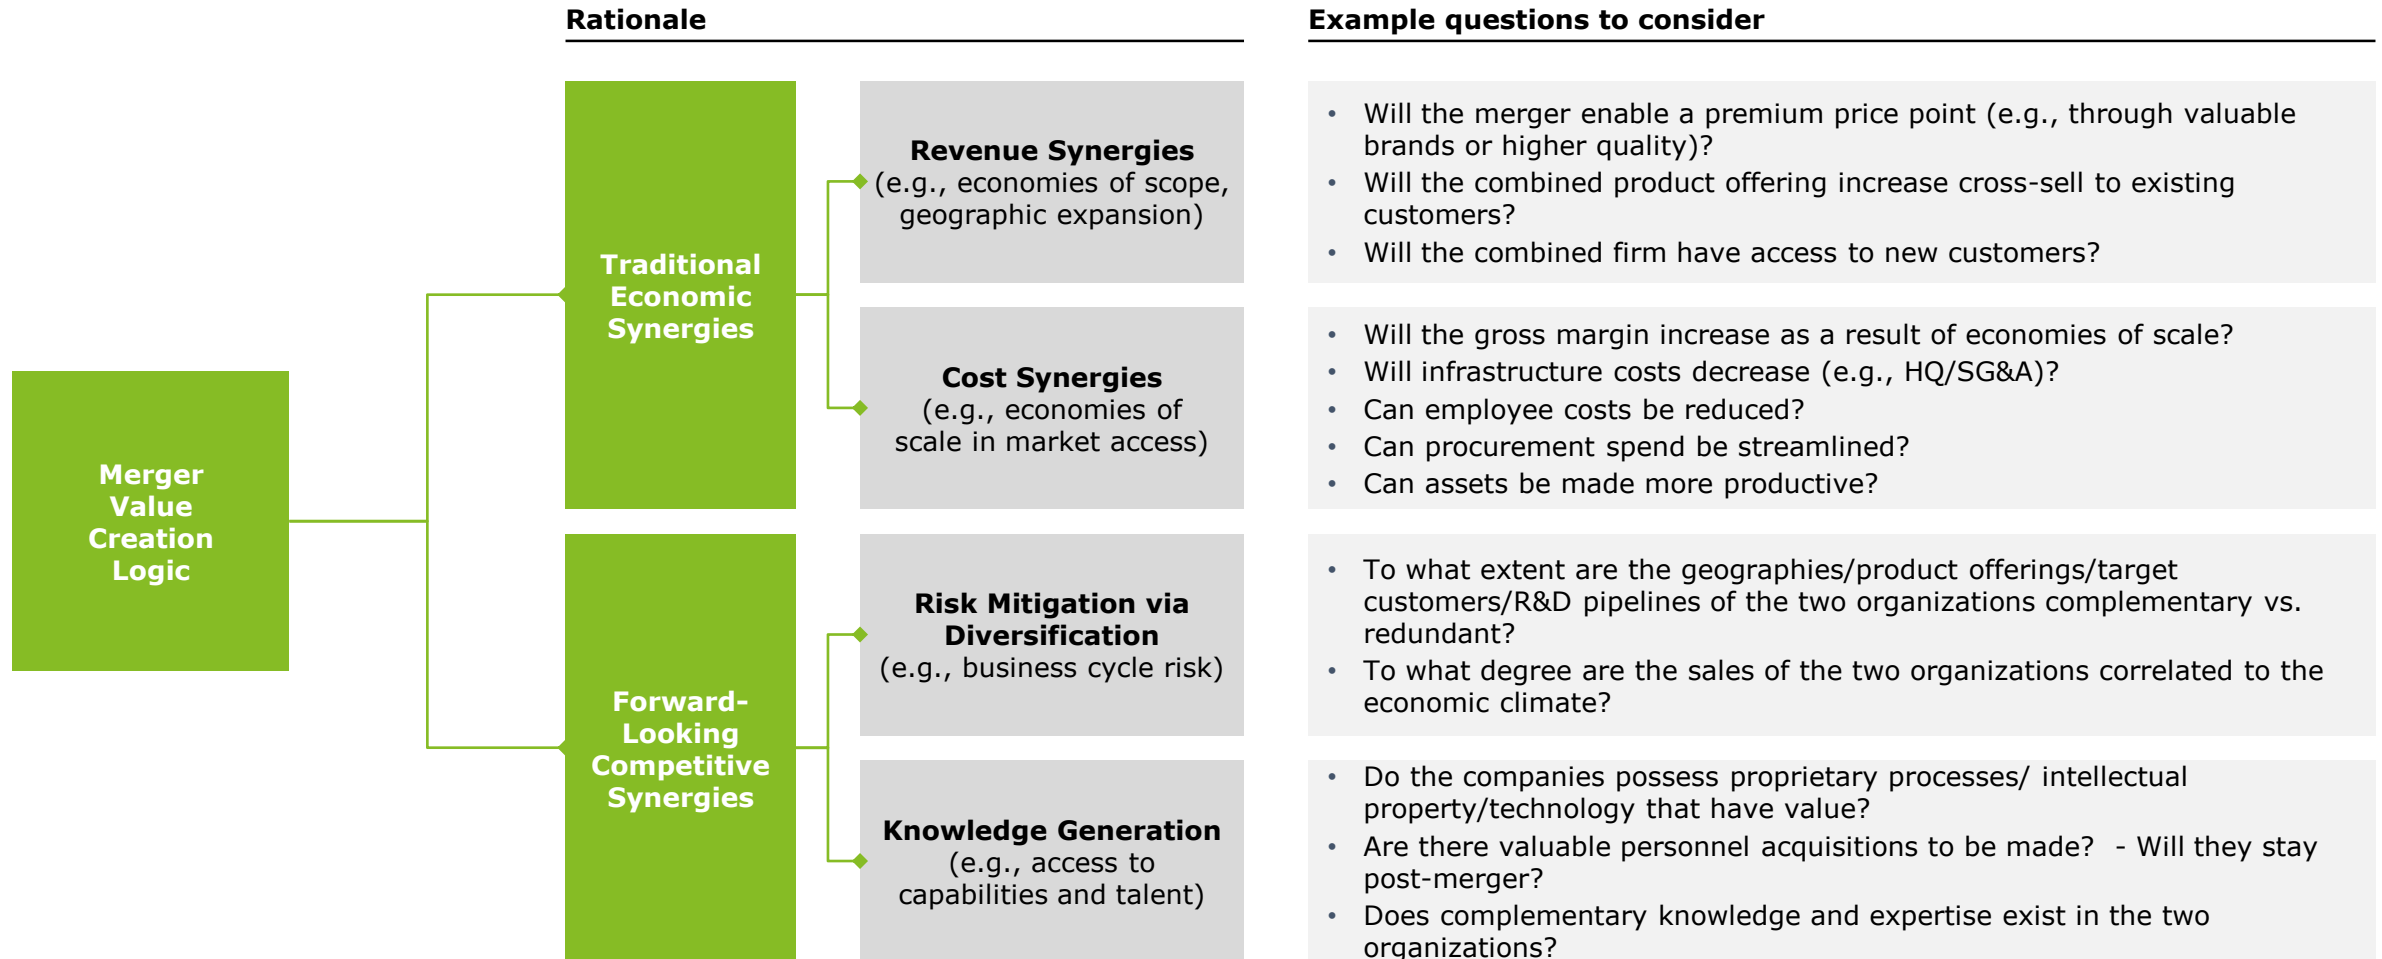 Rationale
Example questions to consider
Merger
Value
Creation
Logic
Traditional
Economic
Synergies
Revenue Synergies
(e.g., economies of scope,
geographic expansion)
• Will the merger enable a premium price point (e.g., through valuable
brands or higher quality)?
• Will the combined product offering increase cross-sell to existing
customers?
• Will the combined firm have access to new customers?
Cost Synergies
(e.g., economies of
scale in market access)
• Will the gross margin increase as a result of economies of scale?
• Will infrastructure costs decrease (e.g., HQ/SG&A)?
• Can employee costs be reduced?
• Can procurement spend be streamlined?
• Can assets be made more productive?
Forward-
Looking
Competitive
Synergies
Risk Mitigation via
Diversification
(e.g., business cycle risk)
• To what extent are the geographies/product offerings/target
customers/R&D pipelines of the two organizations complementary vs.
redundant?
• To what degree are the sales of the two organizations correlated to the
economic climate?
Knowledge Generation
(e.g., access to
capabilities and talent)
• Do the companies possess proprietary processes/ intellectual
property/technology that have value?
• Are there valuable personnel acquisitions to be made?  - Will they stay
post-merger?
• Does complementary knowledge and expertise exist in the two
organizations?